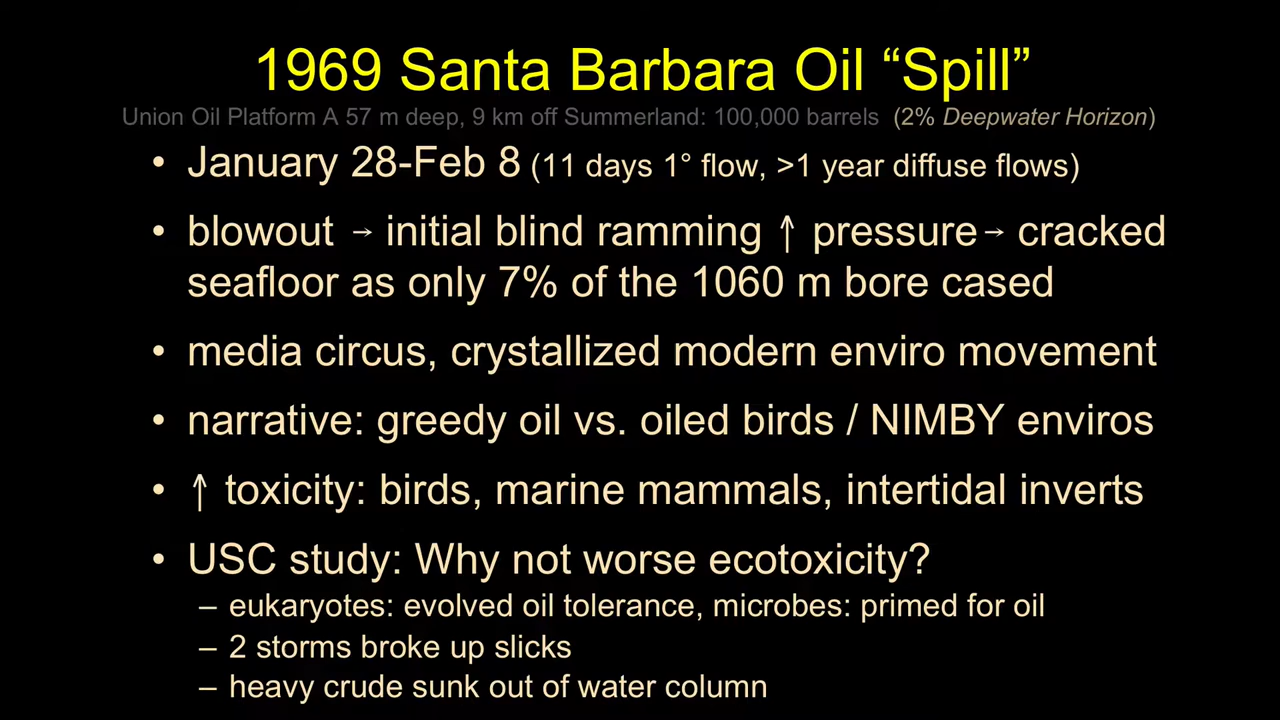 1969 Santa Barbara Oil “Spill”
Union Oil Platform A 57 m deep, 9 km off Summerland: 100,000 barrels (2% Deepwater Horizon)
• January 28-Feb 8 (11 days 1° flow, >1 year diffuse flows)
• blowout → initial blind ramming ↑ pressure→ cracked
seafloor as only 7% of the 1060 m bore cased
• media circus, crystallized modern enviro movement
• narrative: greedy oil vs. oiled birds / NIMBY enviros
• ↑ toxicity: birds, marine mammals, intertidal inverts
• USC study: Why not worse ecotoxicity?
– eukaryotes: evolved oil tolerance, microbes: primed for oil
– 2 storms broke up slicks
– heavy crude sunk out of water column